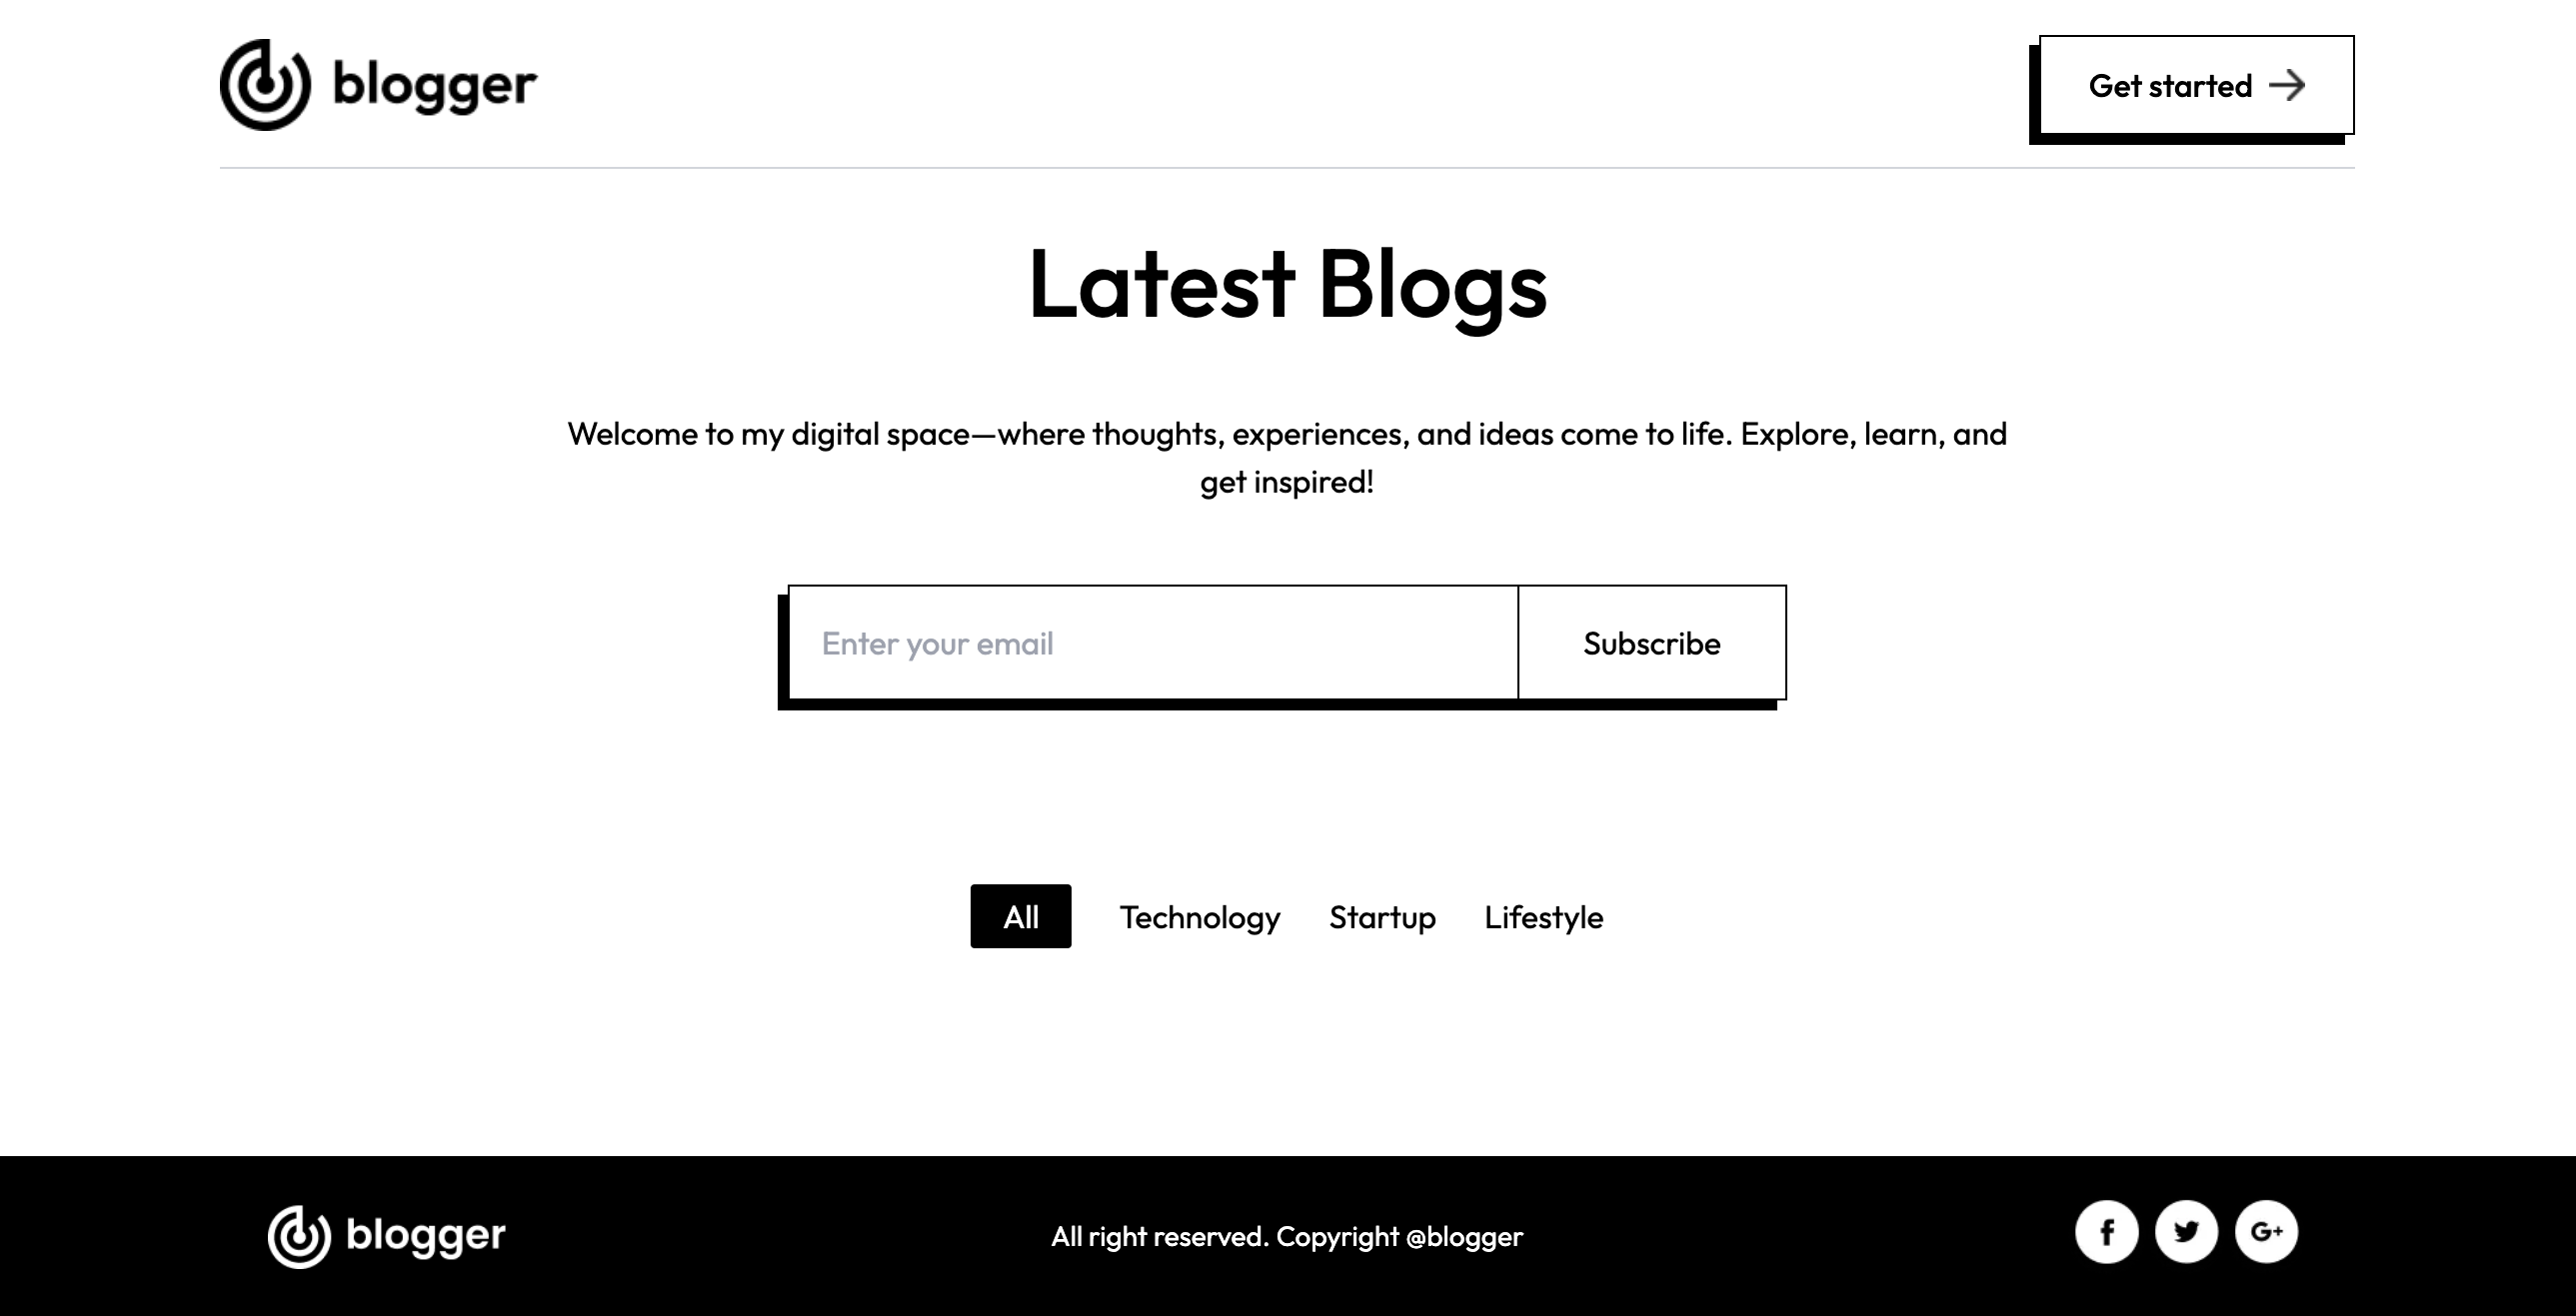 blogger
Get started
Latest Blogs
Welcome to my digital space—where thoughts, experiences, and ideas come to life. Explore, learn, and
get inspired!
Enter your email
Subscribe
All
Technology
Startup
Lifestyle
blogger
All right reserved. Copyright @blogger
f
G+